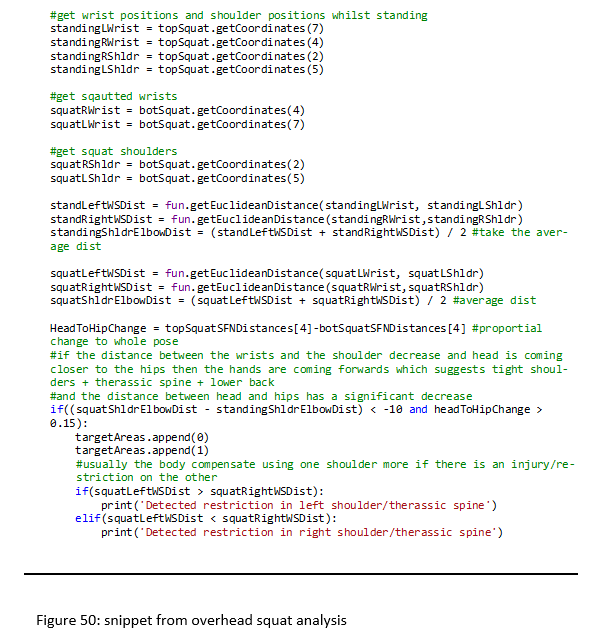 #get wrist positions and shoulder positions whilst standing
standingLWrist = topSquat.getCoordinates(7)
standingRWrist = topSquat.getCoordinates(4)
standingRShldr = topSquat.getCoordinates(2)
standingLShldr = topSquat.getCoordinates(5)
#get sqautted wrists
squatRWrist = botSquat.getCoordinates(4)
squatLWrist = botSquat.getCoordinates(7)
#get squat shoulders
squatRShldr = botSquat.getCoordinates(2)
squatLShldr = botSquat.getCoordinates(5)
standLeftWSDist = fun.getEuclideanDistance(standingLWrist, standingLShldr)
standRightWSDist = fun.getEuclideanDistance(standingRWrist,standingRShldr)
standingShldrElbowDist = (standLeftWSDist + standRightWSDist) / 2 #take the aver-
age dist
squatLeftWSDist = fun.getEuclideanDistance(squatLWrist, squatLShldr)
squatRightWSDist = fun.getEuclideanDistance(squatRWrist,squatRShldr)
squatShldrElbowDist = (squatLeftWSDist + squatRightWSDist) / 2 #average dist
HeadToHipChange = topSquatSFNDistances[4]-botSquatSFNDistances[4] #proportial
change to whole pose
#if the distance between the wrists and the shoulder decrease and head is coming
closer to the hips then the hands are coming forwards which suggests tight shoul-
ders + therassic spine + lower back
#and the distance between head and hips has a significant decrease
if((squatShldrElbowDist - standingShldrElbowDist) < -10 and headToHipChange >
0.15):
targetAreas.append(0)
targetAreas.append(1)
#usually the body compensate using one shoulder more if there is an injury/re-
striction on the other
if(squatLeftWSDist > squatRightWSDist):
print('Detected restriction in left shoulder/therassic spine')
elif(squatLeftWSDist < squatRightWSDist):
print('Detected restriction in right shoulder/therassic spine')
Figure 50: snippet from overhead squat analysis